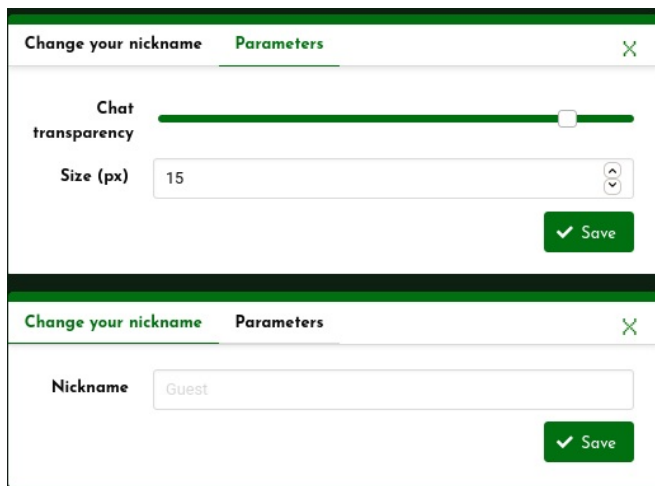 Change your nickname Parameters
Chat
transparency
Size (px) 15
Save
Change your nickname Parameters
Nickname Guest
Save